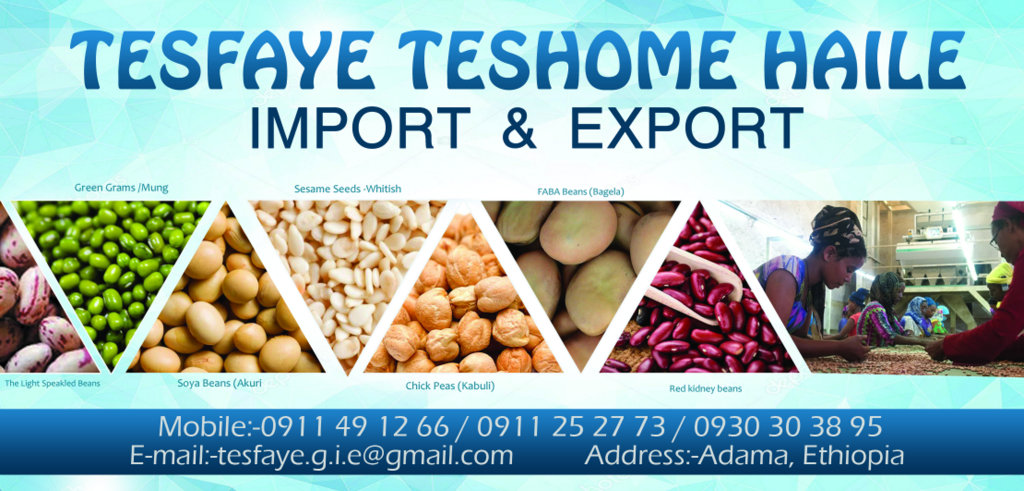 TESFAYE TESHOME HAILE
IMPORT & EXPORT
Green Grams /Mung
Sesame Seeds -Whitish
FABA Beans (Bagela)
The Light Speakled Beans
Soya Beans (Akuri
Chick Peas (Kabuli)
Red kidney beans
Mobile:-0911 49 12 66 / 0911 25 27 73 / 0930 30 38 95
E-mail:-tesfaye.g.i.e@gmail.com Address:-Adama, Ethiopia